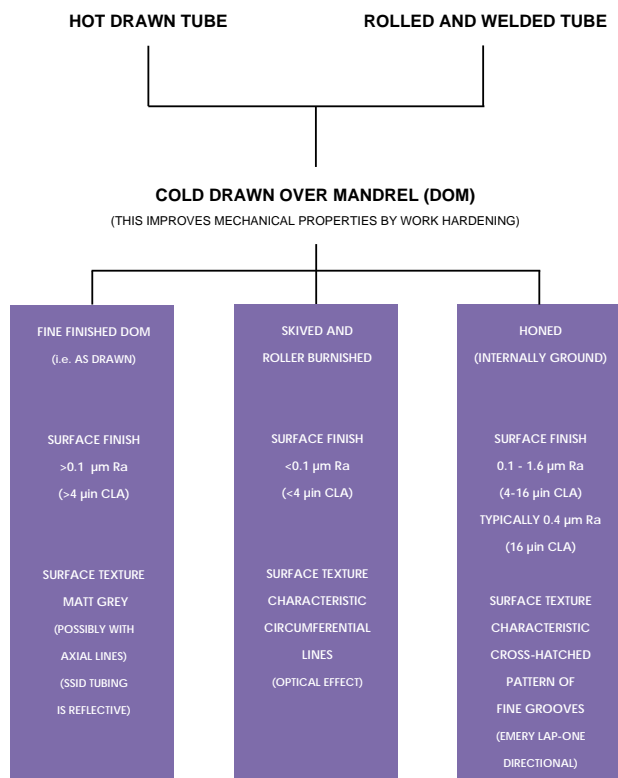 HOT DRAWN TUBE
ROLLED AND WELDED TUBE
COLD DRAWN OVER MANDREL (DOM)
(THIS IMPROVES MECHANICAL PROPERTIES BY WORK HARDENING)
FINE FINISHED DOM
(i.e. AS DRAWN)
SURFACE FINISH
>0.1 µm Ra
(>4 µin CLA)
SURFACE TEXTURE
MATT GREY
(POSSIBLY WITH
AXIAL LINES)
(SSID TUBING
IS REFLECTIVE)
SKIVED AND
ROLLER BURNISHED
SURFACE FINISH
<0.1 µm Ra
(<4 µin CLA)
SURFACE TEXTURE
CHARACTERISTIC
CIRCUMFERENTIAL
LINES
(OPTICAL EFFECT)
HONED
(INTERNALLY GROUND)
SURFACE FINISH
0.1 - 1.6 µm Ra
(4-16 µin CLA)
TYPICALLY 0.4 µm Ra
(16 µin CLA)
SURFACE TEXTURE
CHARACTERISTIC
CROSS-HATCHED
PATTERN OF
FINE GROOVES
(EMERY LAP-ONE
DIRECTIONAL)